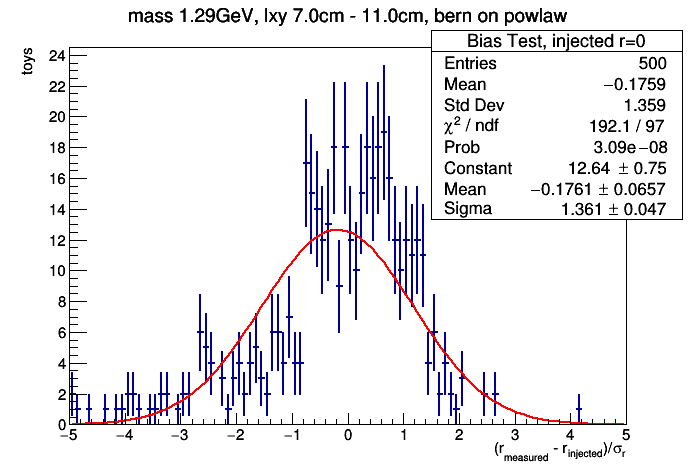 mass 1.29GeV, lxy 7.0cm - 11.0cm, bern on powlaw
Bias Test, injected r=0
Entries 500
Mean −0.1759
Std Dev 1.359
χ² / ndf 192.1 / 97
Prob 3.09e−08
Constant 12.64 ± 0.75
Mean −0.1761 ± 0.0657
Sigma 1.361 ± 0.047
toys
24
22
20
18
16
14
12
10
8
6
4
2
0
−5 −4 −3 −2 −1 0 1 2 3 4 5
(r_measured - r_injected)/σ_r